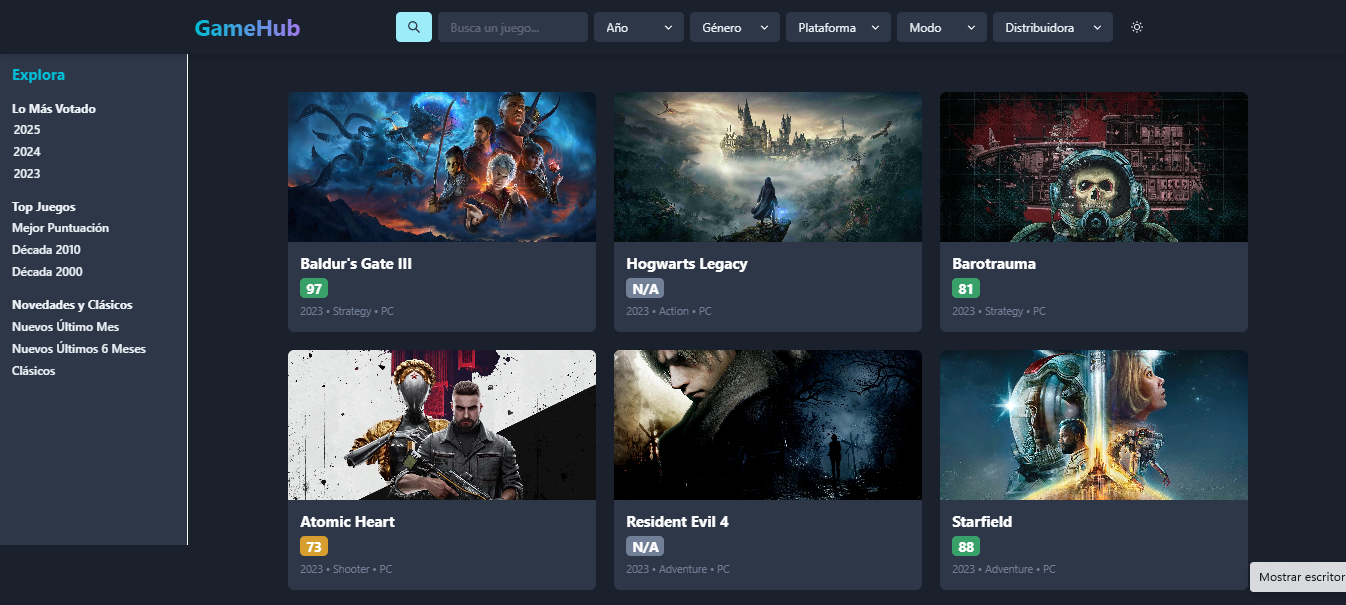 GameHub
Busca un juego...
Año
Género
Plataforma
Modo
Distribuidora
Explora
Lo Más Votado
2025
2024
2023
Top Juegos
Mejor Puntuación
Década 2010
Década 2000
Novedades y Clásicos
Nuevos Último Mes
Nuevos Últimos 6 Meses
Clásicos
Baldur's Gate III
97
2023 • Strategy • PC
Hogwarts Legacy
N/A
2023 • Action • PC
Barotrauma
81
2023 • Strategy • PC
Atomic Heart
73
2023 • Shooter • PC
Resident Evil 4
N/A
2023 • Adventure • PC
Starfield
88
2023 • Adventure • PC
Mostrar escritor